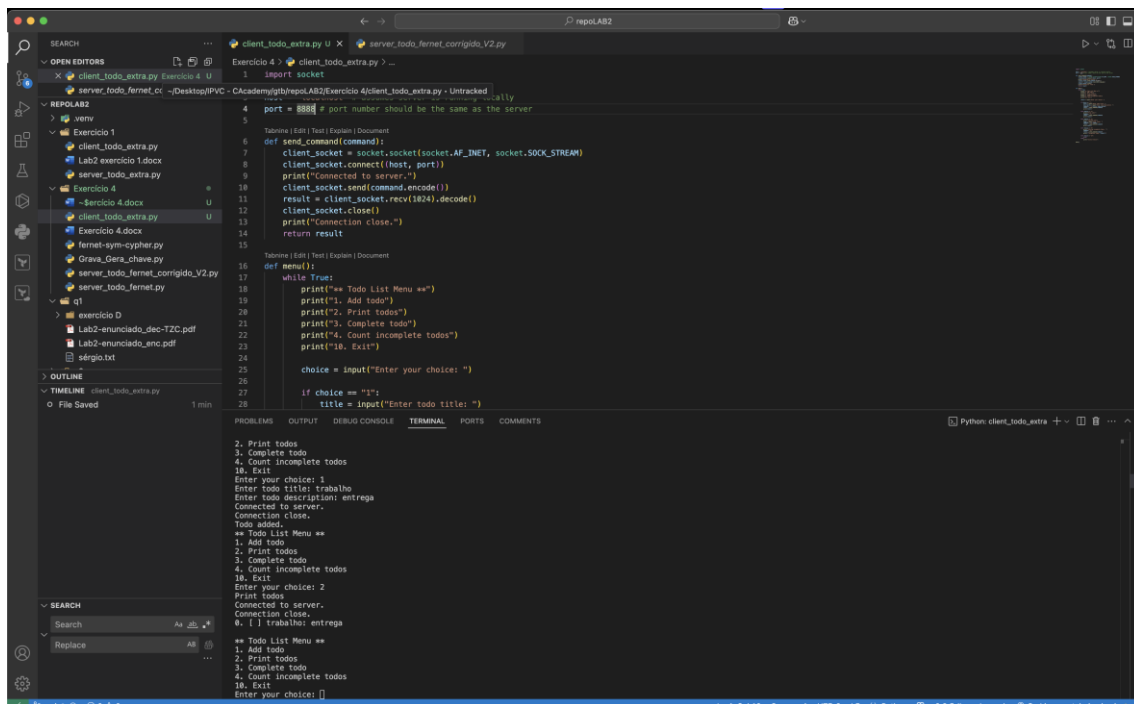 repoLAB2
SEARCH
OPEN EDITORS
client_todo_extra.py Exercício 4 U
server_todo_fernet_co
REPOLAB2
.venv
Exercício 1
client_todo_extra.py
Lab2 exercício 1.docx
server_todo_extra.py
Exercício 4
~$ercício 4.docx U
client_todo_extra.py U
Exercício 4.docx
fernet-sym-cypher.py
Grava_Gera_chave.py
server_todo_fernet_corrigido_V2.py
server_todo_fernet.py
q1
exercício D
Lab2-enunciado_dec-TZC.pdf
Lab2-enunciado_enc.pdf
sérgio.txt
OUTLINE
TIMELINE client_todo_extra.py
File Saved 1 min
SEARCH
Search Aa ab .*
Replace AB
client_todo_extra.py U
server_todo_fernet_corrigido_V2.py
Exercício 4 > client_todo_extra.py > ...
1 import socket
~/Desktop/IPVC - CAcademy/gtb/repoLAB2/Exercício 4/client_todo_extra.py - Untracked
4 port = 8888 # port number should be the same as the server
5
Tabnine | Edit | Test | Explain | Document
6 def send_command(command):
7 client_socket = socket.socket(socket.AF_INET, socket.SOCK_STREAM)
8 client_socket.connect((host, port))
9 print("Connected to server.")
10 client_socket.send(command.encode())
11 result = client_socket.recv(1024).decode()
12 client_socket.close()
13 print("Connection close.")
14 return result
15
Tabnine | Edit | Test | Explain | Document
16 def menu():
17 while True:
18 print("** Todo List Menu **")
19 print("1. Add todo")
20 print("2. Print todos")
21 print("3. Complete todo")
22 print("4. Count incomplete todos")
23 print("10. Exit")
24
25 choice = input("Enter your choice: ")
26
27 if choice == "1":
28 title = input("Enter todo title: ")
PROBLEMS OUTPUT DEBUG CONSOLE TERMINAL PORTS COMMENTS
Python: client_todo_extra
2. Print todos
3. Complete todo
4. Count incomplete todos
10. Exit
Enter your choice: 1
Enter todo title: trabalho
Enter todo description: entrega
Connected to server.
Connection close.
Todo added.
** Todo List Menu **
1. Add todo
2. Print todos
3. Complete todo
4. Count incomplete todos
10. Exit
Enter your choice: 2
Print todos
Connected to server.
Connection close.
0. [ ] trabalho: entrega
** Todo List Menu **
1. Add todo
2. Print todos
3. Complete todo
4. Count incomplete todos
10. Exit
Enter your choice: